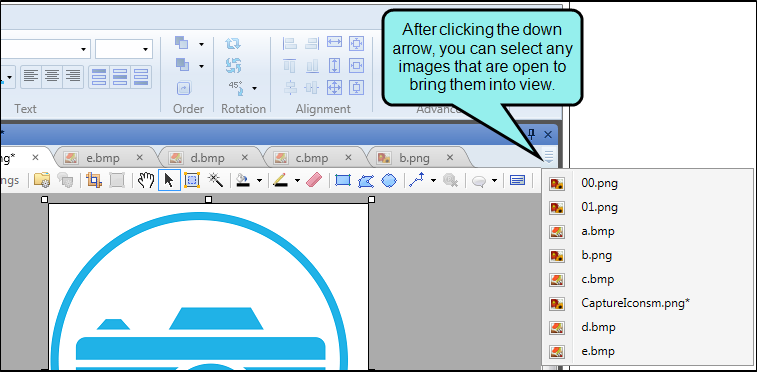 After clicking the down
arrow, you can select any
images that are open to
bring them into view.
45°
Text
Order
Rotation
Alignment
ng*
e.bmp
d.bmp
c.bmp
b.png
ngs
00.png
01.png
a.bmp
b.png
c.bmp
CaptureIconsm.png*
d.bmp
e.bmp